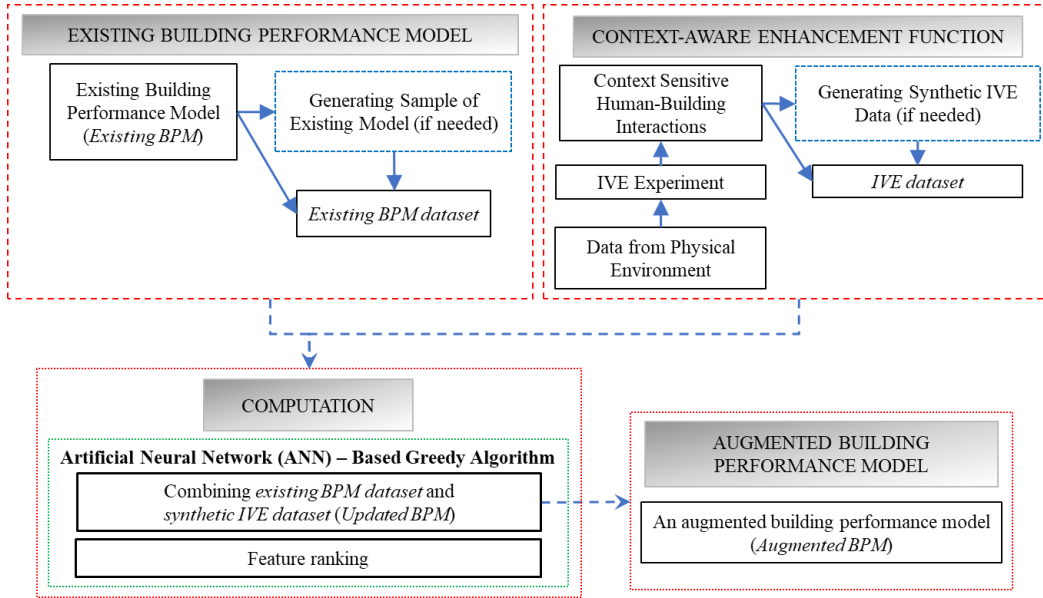 EXISTING BUILDING PERFORMANCE MODEL
Existing Building
Performance Model
(Existing BPM)
Generating Sample of
Existing Model (if needed)
Existing BPM dataset
CONTEXT-AWARE ENHANCEMENT FUNCTION
Context Sensitive
Human-Building
Interactions
Generating Synthetic IVE
Data (if needed)
IVE Experiment
IVE dataset
Data from Physical
Environment
COMPUTATION
Artificial Neural Network (ANN) – Based Greedy Algorithm
Combining existing BPM dataset and
synthetic IVE dataset (Updated BPM)
Feature ranking
AUGMENTED BUILDING
PERFORMANCE MODEL
An augmented building performance model
(Augmented BPM)